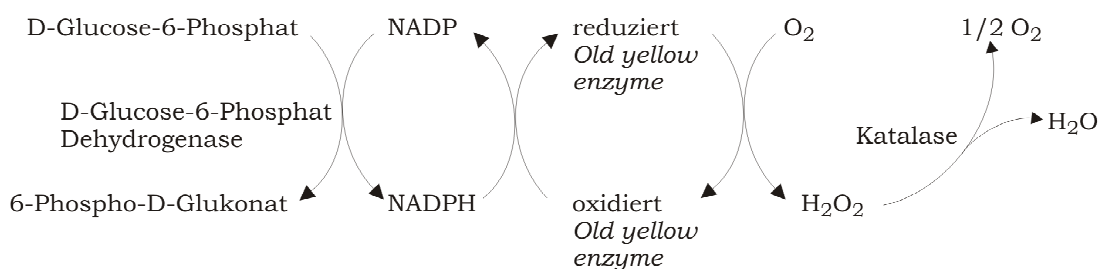 D-Glucose-6-Phosphat
NADP
reduziert
Old yellow
enzyme
O2
1/2 O2
D-Glucose-6-Phosphat
Dehydrogenase
Katalase
H2O
6-Phospho-D-Glukonat
NADPH
oxidiert
Old yellow
enzyme
H2O2